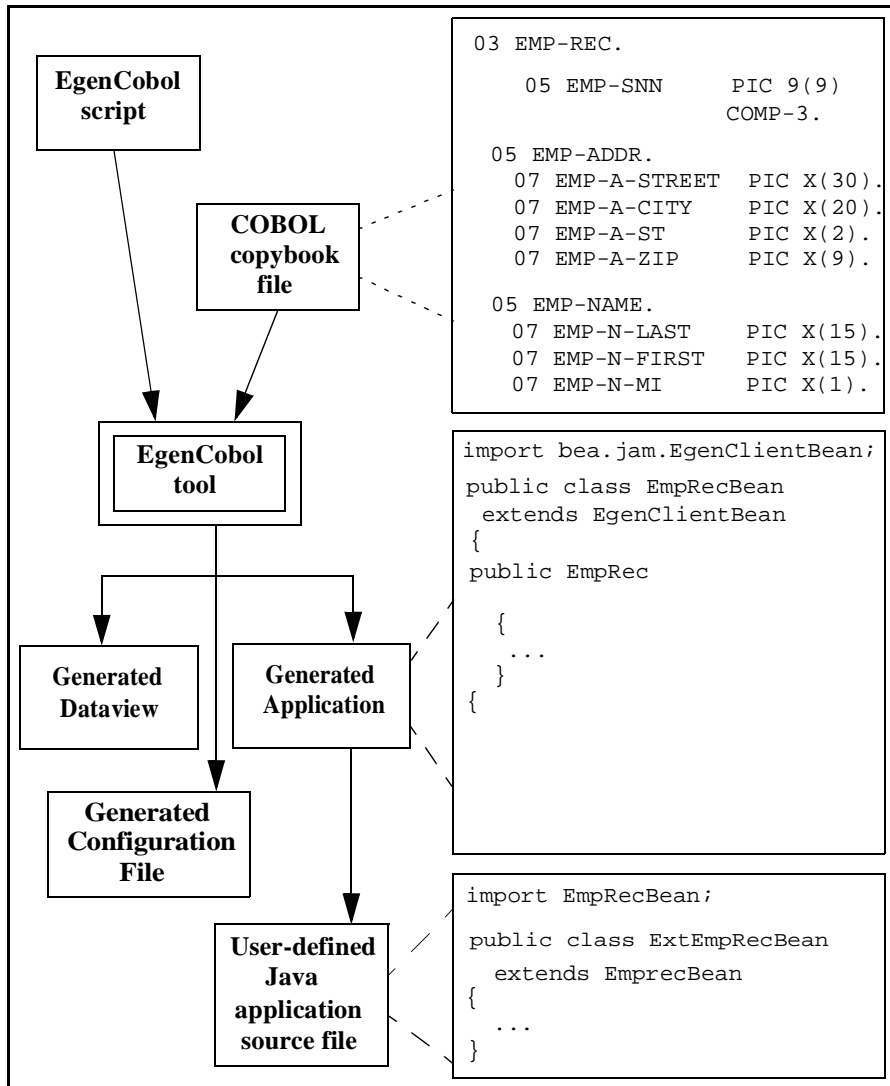 EgenCobol
script
COBOL
copybook
file
EgenCobol
tool
Generated
Dataview
Generated
Application
Generated
Configuration
File
User-defined
Java
application
source file
03 EMP-REC.
05 EMP-SNN PIC 9(9)
COMP-3.
05 EMP-ADDR.
07 EMP-A-STREET PIC X(30).
07 EMP-A-CITY PIC X(20).
07 EMP-A-ST PIC X(2).
07 EMP-A-ZIP PIC X(9).
05 EMP-NAME.
07 EMP-N-LAST PIC X(15).
07 EMP-N-FIRST PIC X(15).
07 EMP-N-MI PIC X(1).
import bea.jam.EgenClientBean;
public class EmpRecBean
extends EgenClientBean
{
public EmpRec
{
...
}
{
import EmpRecBean;
public class ExtEmpRecBean
extends EmprecBean
{
...
}